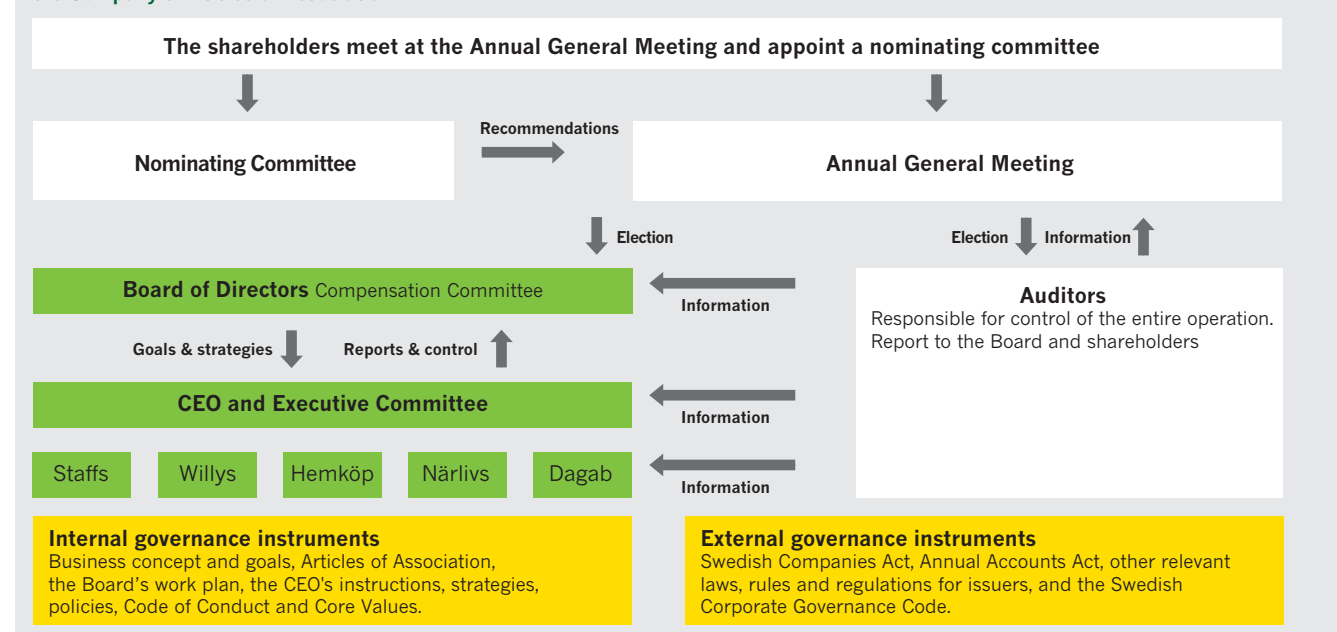 The shareholders meet at the Annual General Meeting and appoint a nominating committee
Nominating Committee
Recommendations
Annual General Meeting
Election
Election
Information
Board of Directors Compensation Committee
Information
Auditors
Responsible for control of the entire operation.
Report to the Board and shareholders
Goals & strategies
Reports & control
CEO and Executive Committee
Information
Staffs
Willys
Hemköp
Närlivs
Dagab
Information
Internal governance instruments
Business concept and goals, Articles of Association,
the Board’s work plan, the CEO's instructions, strategies,
policies, Code of Conduct and Core Values.
External governance instruments
Swedish Companies Act, Annual Accounts Act, other relevant
laws, rules and regulations for issuers, and the Swedish
Corporate Governance Code.